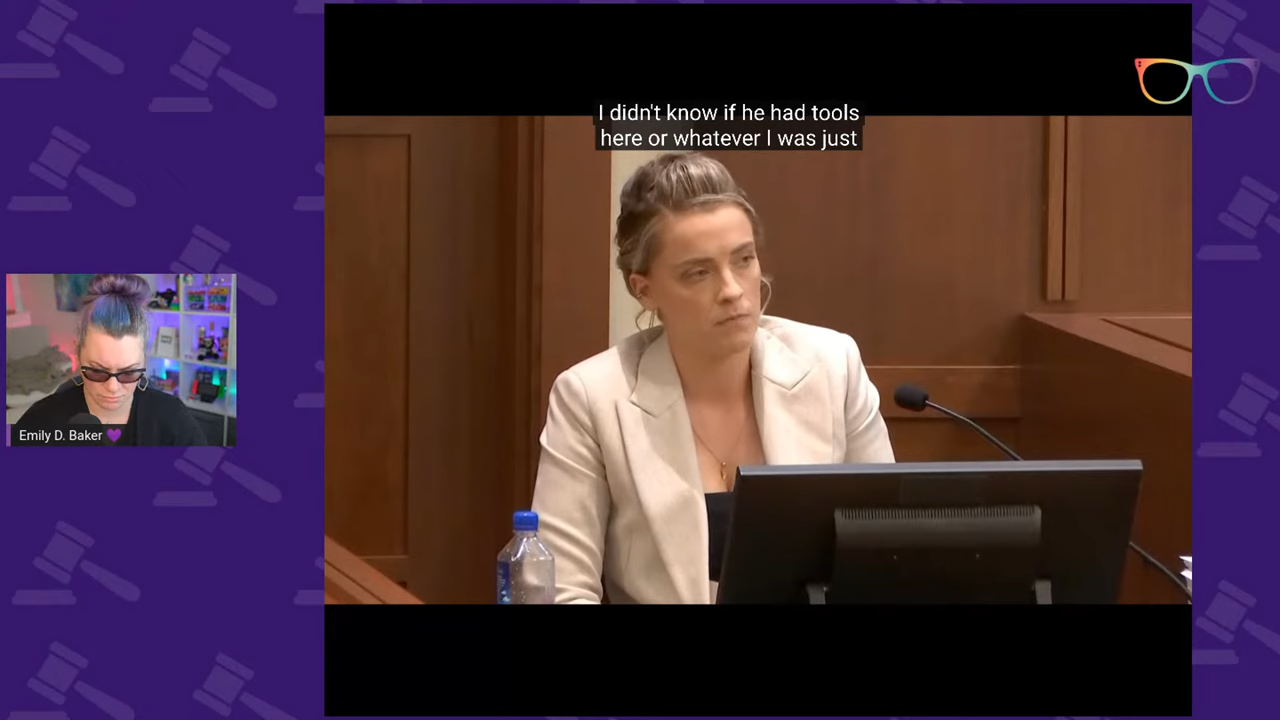 I didn't know if he had tools
here or whatever I was just
Emily D. Baker 💜